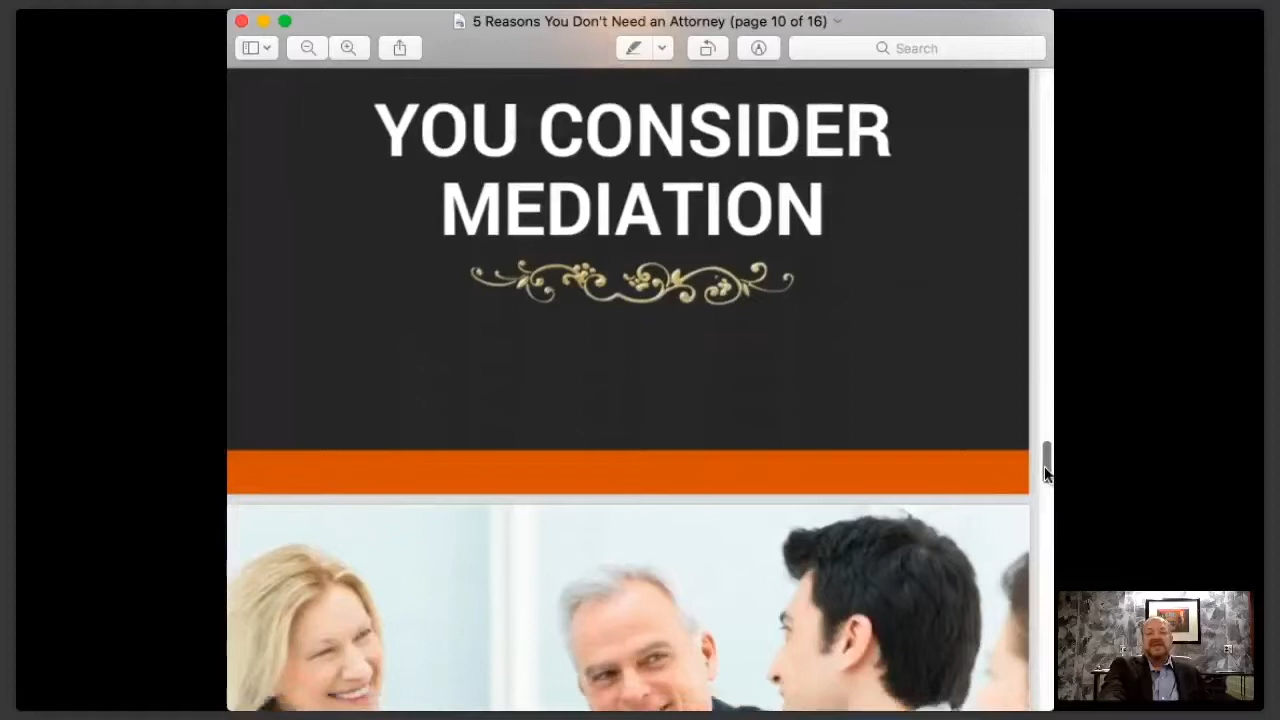 5 Reasons You Don't Need an Attorney (page 10 of 16)
Search
YOU CONSIDER
MEDIATION